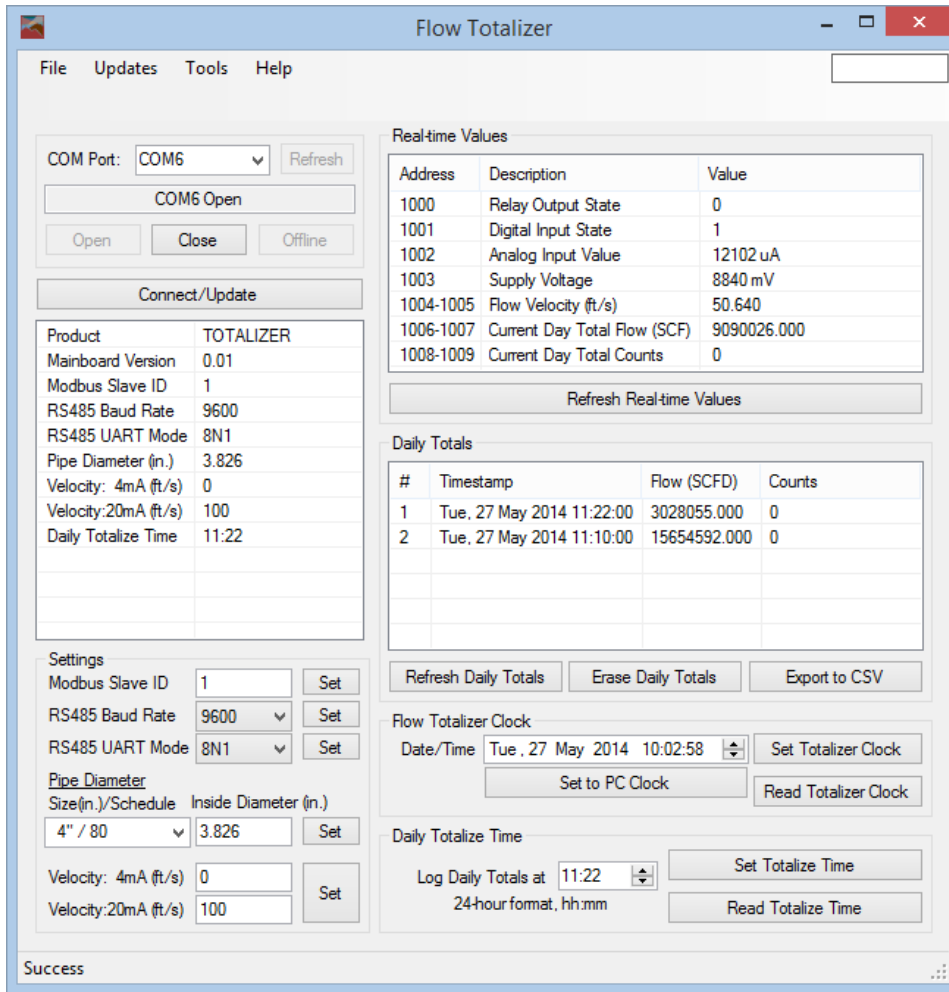 Flow Totalizer
File Updates Tools Help
COM Port: COM6 Refresh
COM6 Open
Open Close Offline
Connect/Update
Product TOTALIZER
Mainboard Version 0.01
Modbus Slave ID 1
RS485 Baud Rate 9600
RS485 UART Mode 8N1
Pipe Diameter (in.) 3.826
Velocity: 4mA (ft/s) 0
Velocity:20mA (ft/s) 100
Daily Totalize Time 11:22
Settings
Modbus Slave ID 1 Set
RS485 Baud Rate 9600 Set
RS485 UART Mode 8N1 Set
Pipe Diameter
Size(in.)/Schedule Inside Diameter (in.)
4" / 80 3.826 Set
Velocity: 4mA (ft/s) 0
Velocity:20mA (ft/s) 100
Set
Real-time Values
Address Description Value
1000 Relay Output State 0
1001 Digital Input State 1
1002 Analog Input Value 12102 uA
1003 Supply Voltage 8840 mV
1004-1005 Flow Velocity (ft/s) 50.640
1006-1007 Current Day Total Flow (SCF) 9090026.000
1008-1009 Current Day Total Counts 0
Refresh Real-time Values
Daily Totals
# Timestamp Flow (SCFD) Counts
1 Tue, 27 May 2014 11:22:00 3028055.000 0
2 Tue, 27 May 2014 11:10:00 15654592.000 0
Refresh Daily Totals Erase Daily Totals Export to CSV
Flow Totalizer Clock
Date/Time Tue , 27 May 2014 10:02:58 Set Totalizer Clock
Set to PC Clock Read Totalizer Clock
Daily Totalize Time
Log Daily Totals at 11:22 Set Totalize Time
24-hour format, hh:mm Read Totalize Time
Success